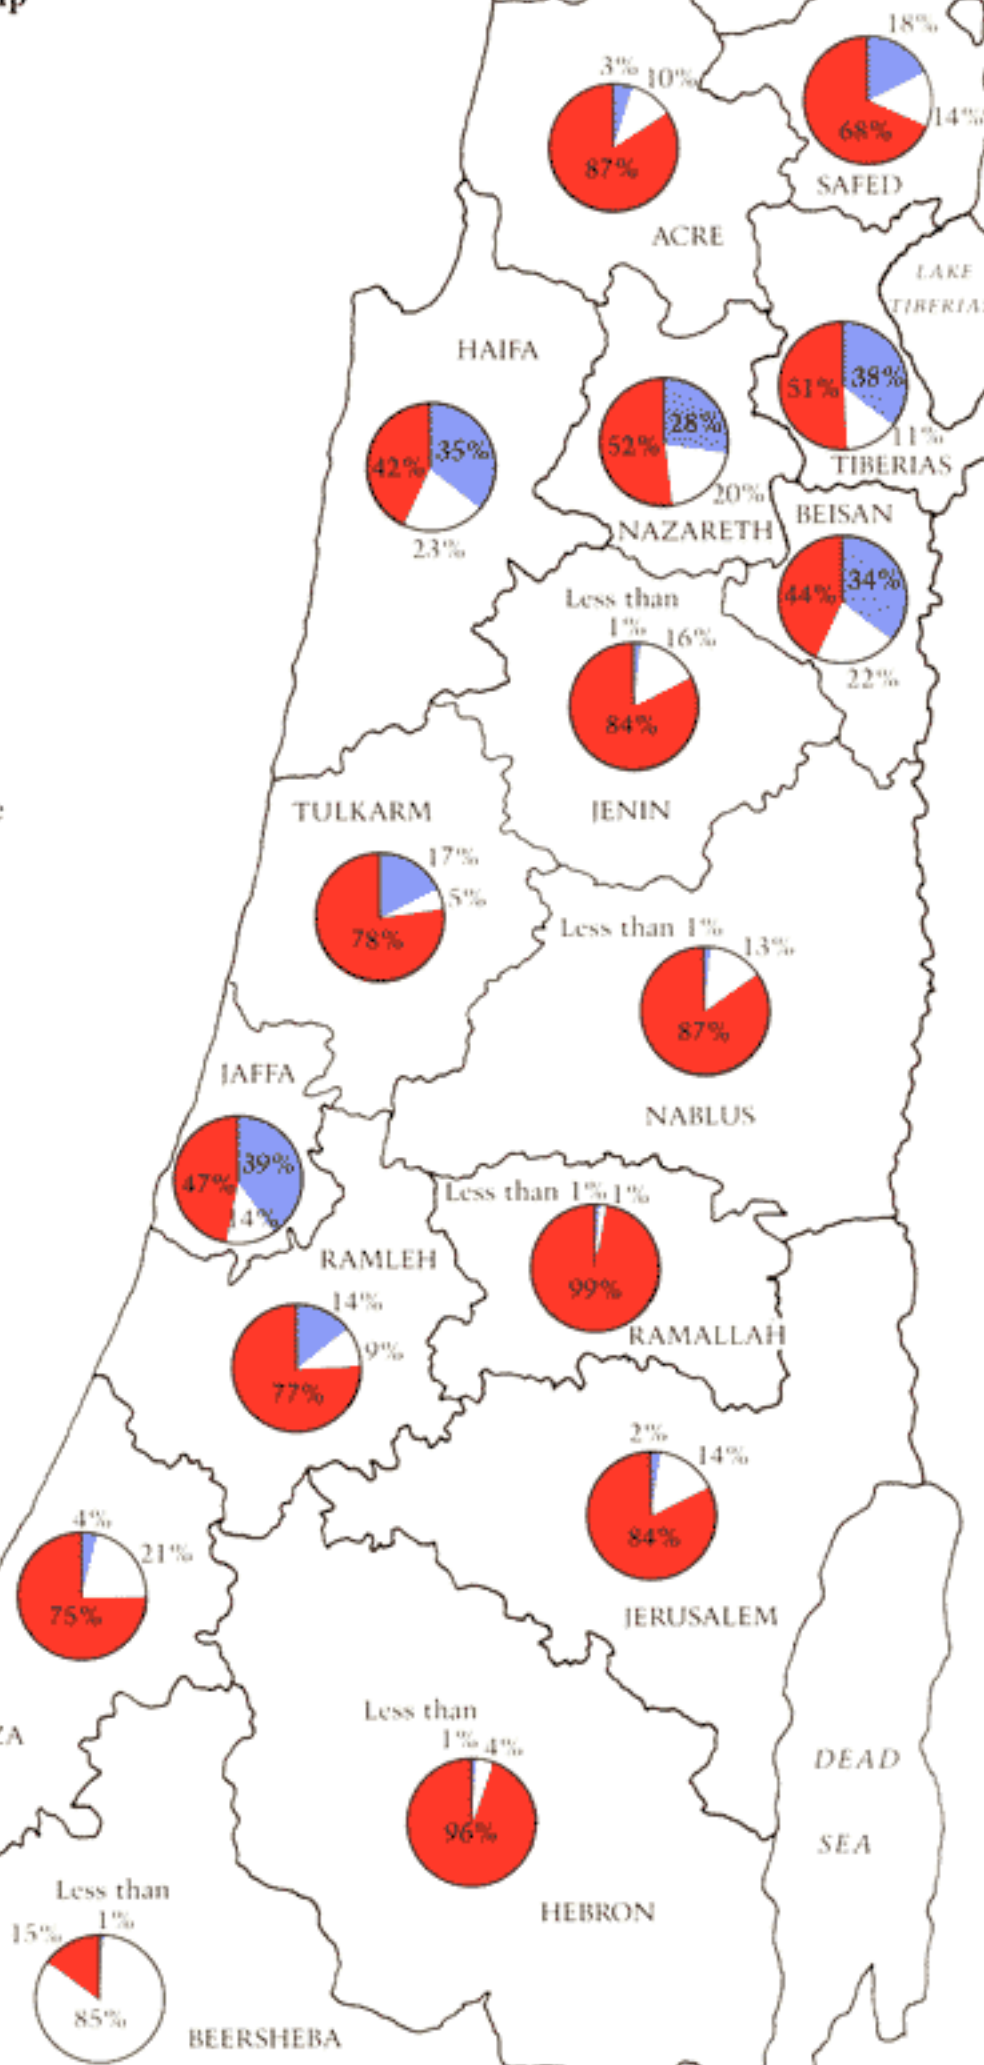 18%
14%
68%
SAFED
3%
10%
87%
ACRE
LAKE
HAIFA
35%
42%
23%
28%
52%
20%
NAZARETH
38%
51%
11%
TIBERIAS
BEISAN
34%
44%
22%
Less than
1%
16%
84%
JENIN
TULKARM
17%
5%
78%
Less than 1%
13%
87%
NABLUS
JAFFA
39%
47%
14%
Less than 1%
1%
99%
RAMALLAH
RAMLEH
14%
9%
77%
2%
14%
84%
JERUSALEM
4%
21%
75%
ZA
Less than
1%
4%
96%
HEBRON
DEAD
SEA
Less than
1%
15%
85%
BEERSHEBA